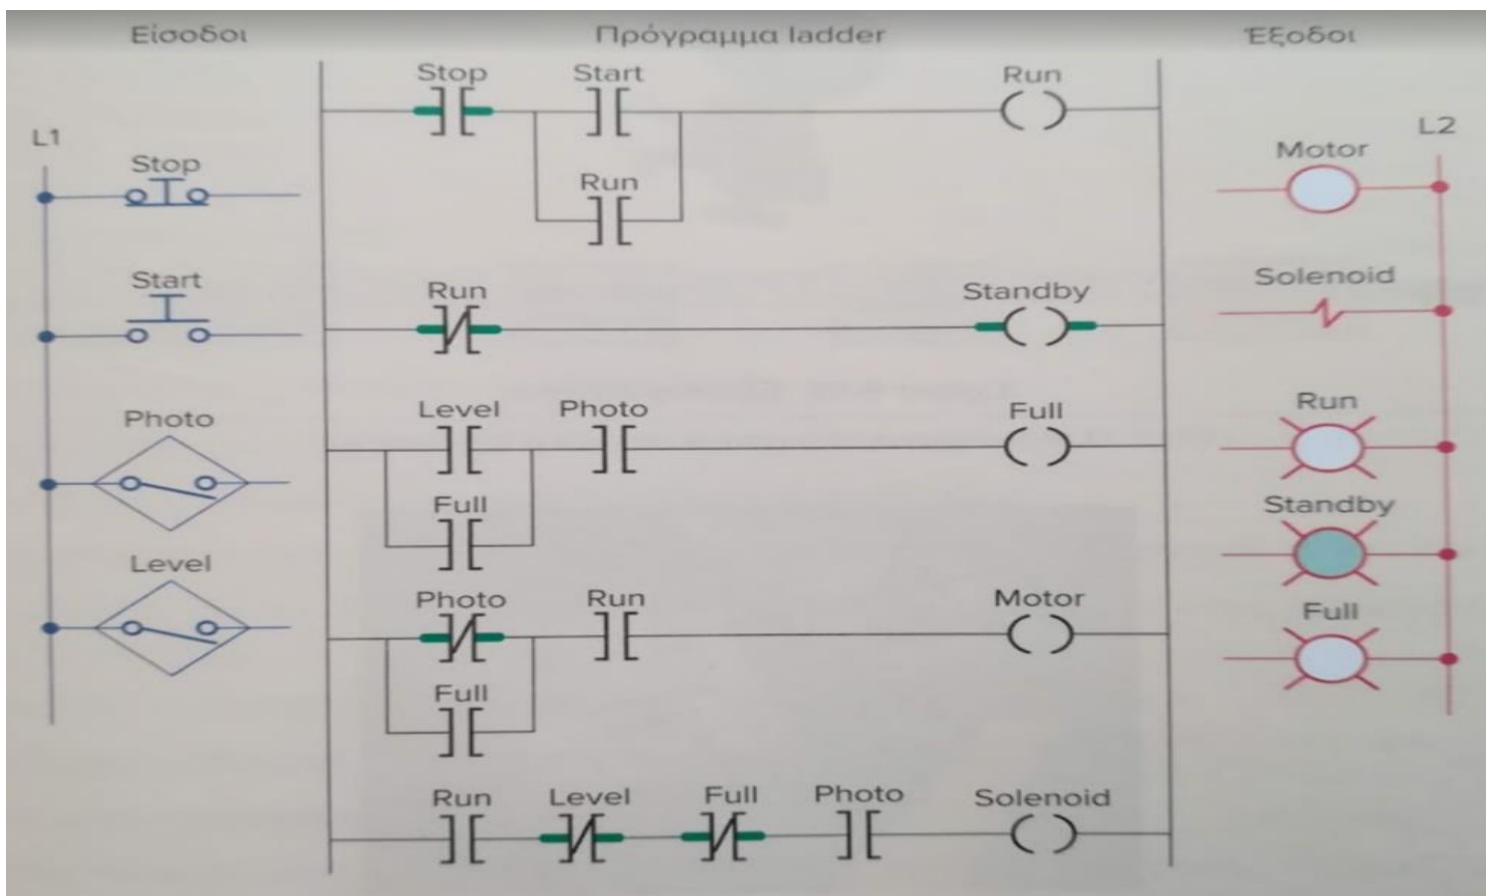 Είσοδοι
Πρόγραμμα ladder
Έξοδοι
L1
Stop
Start
Photo
Level
Stop Start Run
Run
Run Standby
Level Photo Full
Full
Photo Run Motor
Full
Run Level Full Photo Solenoid
L2
Motor
Solenoid
Run
Standby
Full